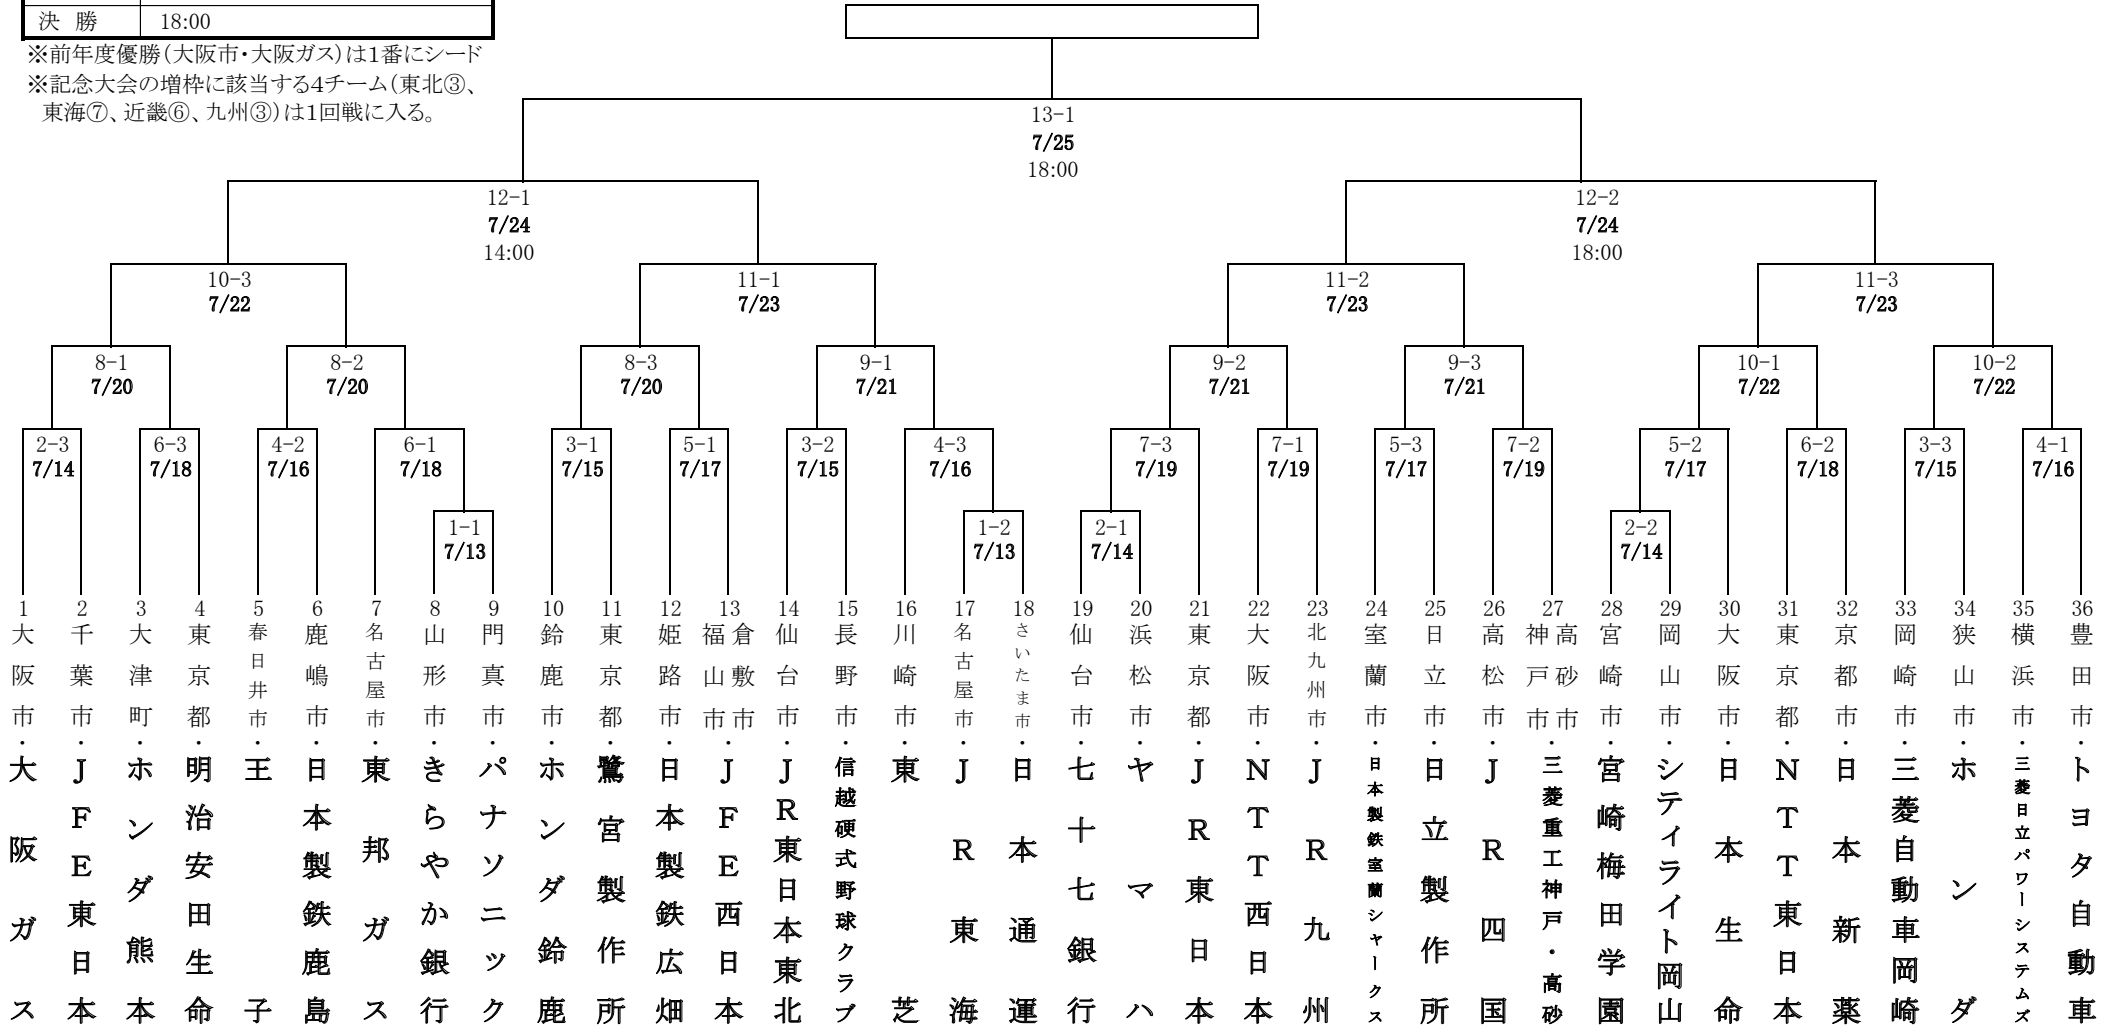 決 勝 18:00
※前年度優勝(大阪市・大阪ガス)は1番にシード
※記念大会の増枠に該当する4チーム(東北③、
東海⑦、近畿⑥、九州③)は1回戦に入る。
13-1
7/25
18:00
12-1
7/24
14:00
12-2
7/24
18:00
10-3
7/22
11-1
7/23
11-2
7/23
11-3
7/23
8-1
7/20
8-2
7/20
8-3
7/20
9-1
7/21
9-2
7/21
9-3
7/21
10-1
7/22
10-2
7/22
2-3
7/14
6-3
7/18
4-2
7/16
6-1
7/18
3-1
7/15
5-1
7/17
3-2
7/15
4-3
7/16
7-3
7/19
7-1
7/19
5-3
7/17
7-2
7/19
5-2
7/17
6-2
7/18
3-3
7/15
4-1
7/16
1-1
7/13
1-2
7/13
2-1
7/14
2-2
7/14
1 大阪市・大阪ガス
2 千葉市・JFE東日本
3 大津町・ホンダ熊本
4 東京都・明治安田生命
5 春日井市・王子
6 鹿嶋市・日本製鉄鹿島
7 名古屋市・東邦ガス
8 山形市・きらやか銀行
9 門真市・パナソニック
10 鈴鹿市・ホンダ鈴鹿
11 東京都・鷺宮製作所
12 姫路市・日本製鉄広畑
13 倉敷市 福山市・JFE西日本
14 仙台市・JR東日本東北
15 長野市・信越硬式野球クラブ
16 川崎市・東芝
17 名古屋市・JR東海
18 さいたま市・日本通運
19 仙台市・七十七銀行
20 浜松市・ヤマハ
21 東京都・JR東日本
22 大阪市・NTT西日本
23 北九州市・JR九州
24 室蘭市・日本製鉄室蘭シャークス
25 日立市・日立製作所
26 高松市・JR四国
27 高砂市 神戸市・三菱重工神戸・高砂
28 宮崎市・宮崎梅田学園
29 岡山市・シティライト岡山
30 大阪市・日本生命
31 東京都・NTT東日本
32 京都市・日本新薬
33 岡崎市・三菱自動車岡崎
34 狭山市・ホンダ
35 横浜市・三菱日立パワーシステムズ
36 豊田市・トヨタ自動車